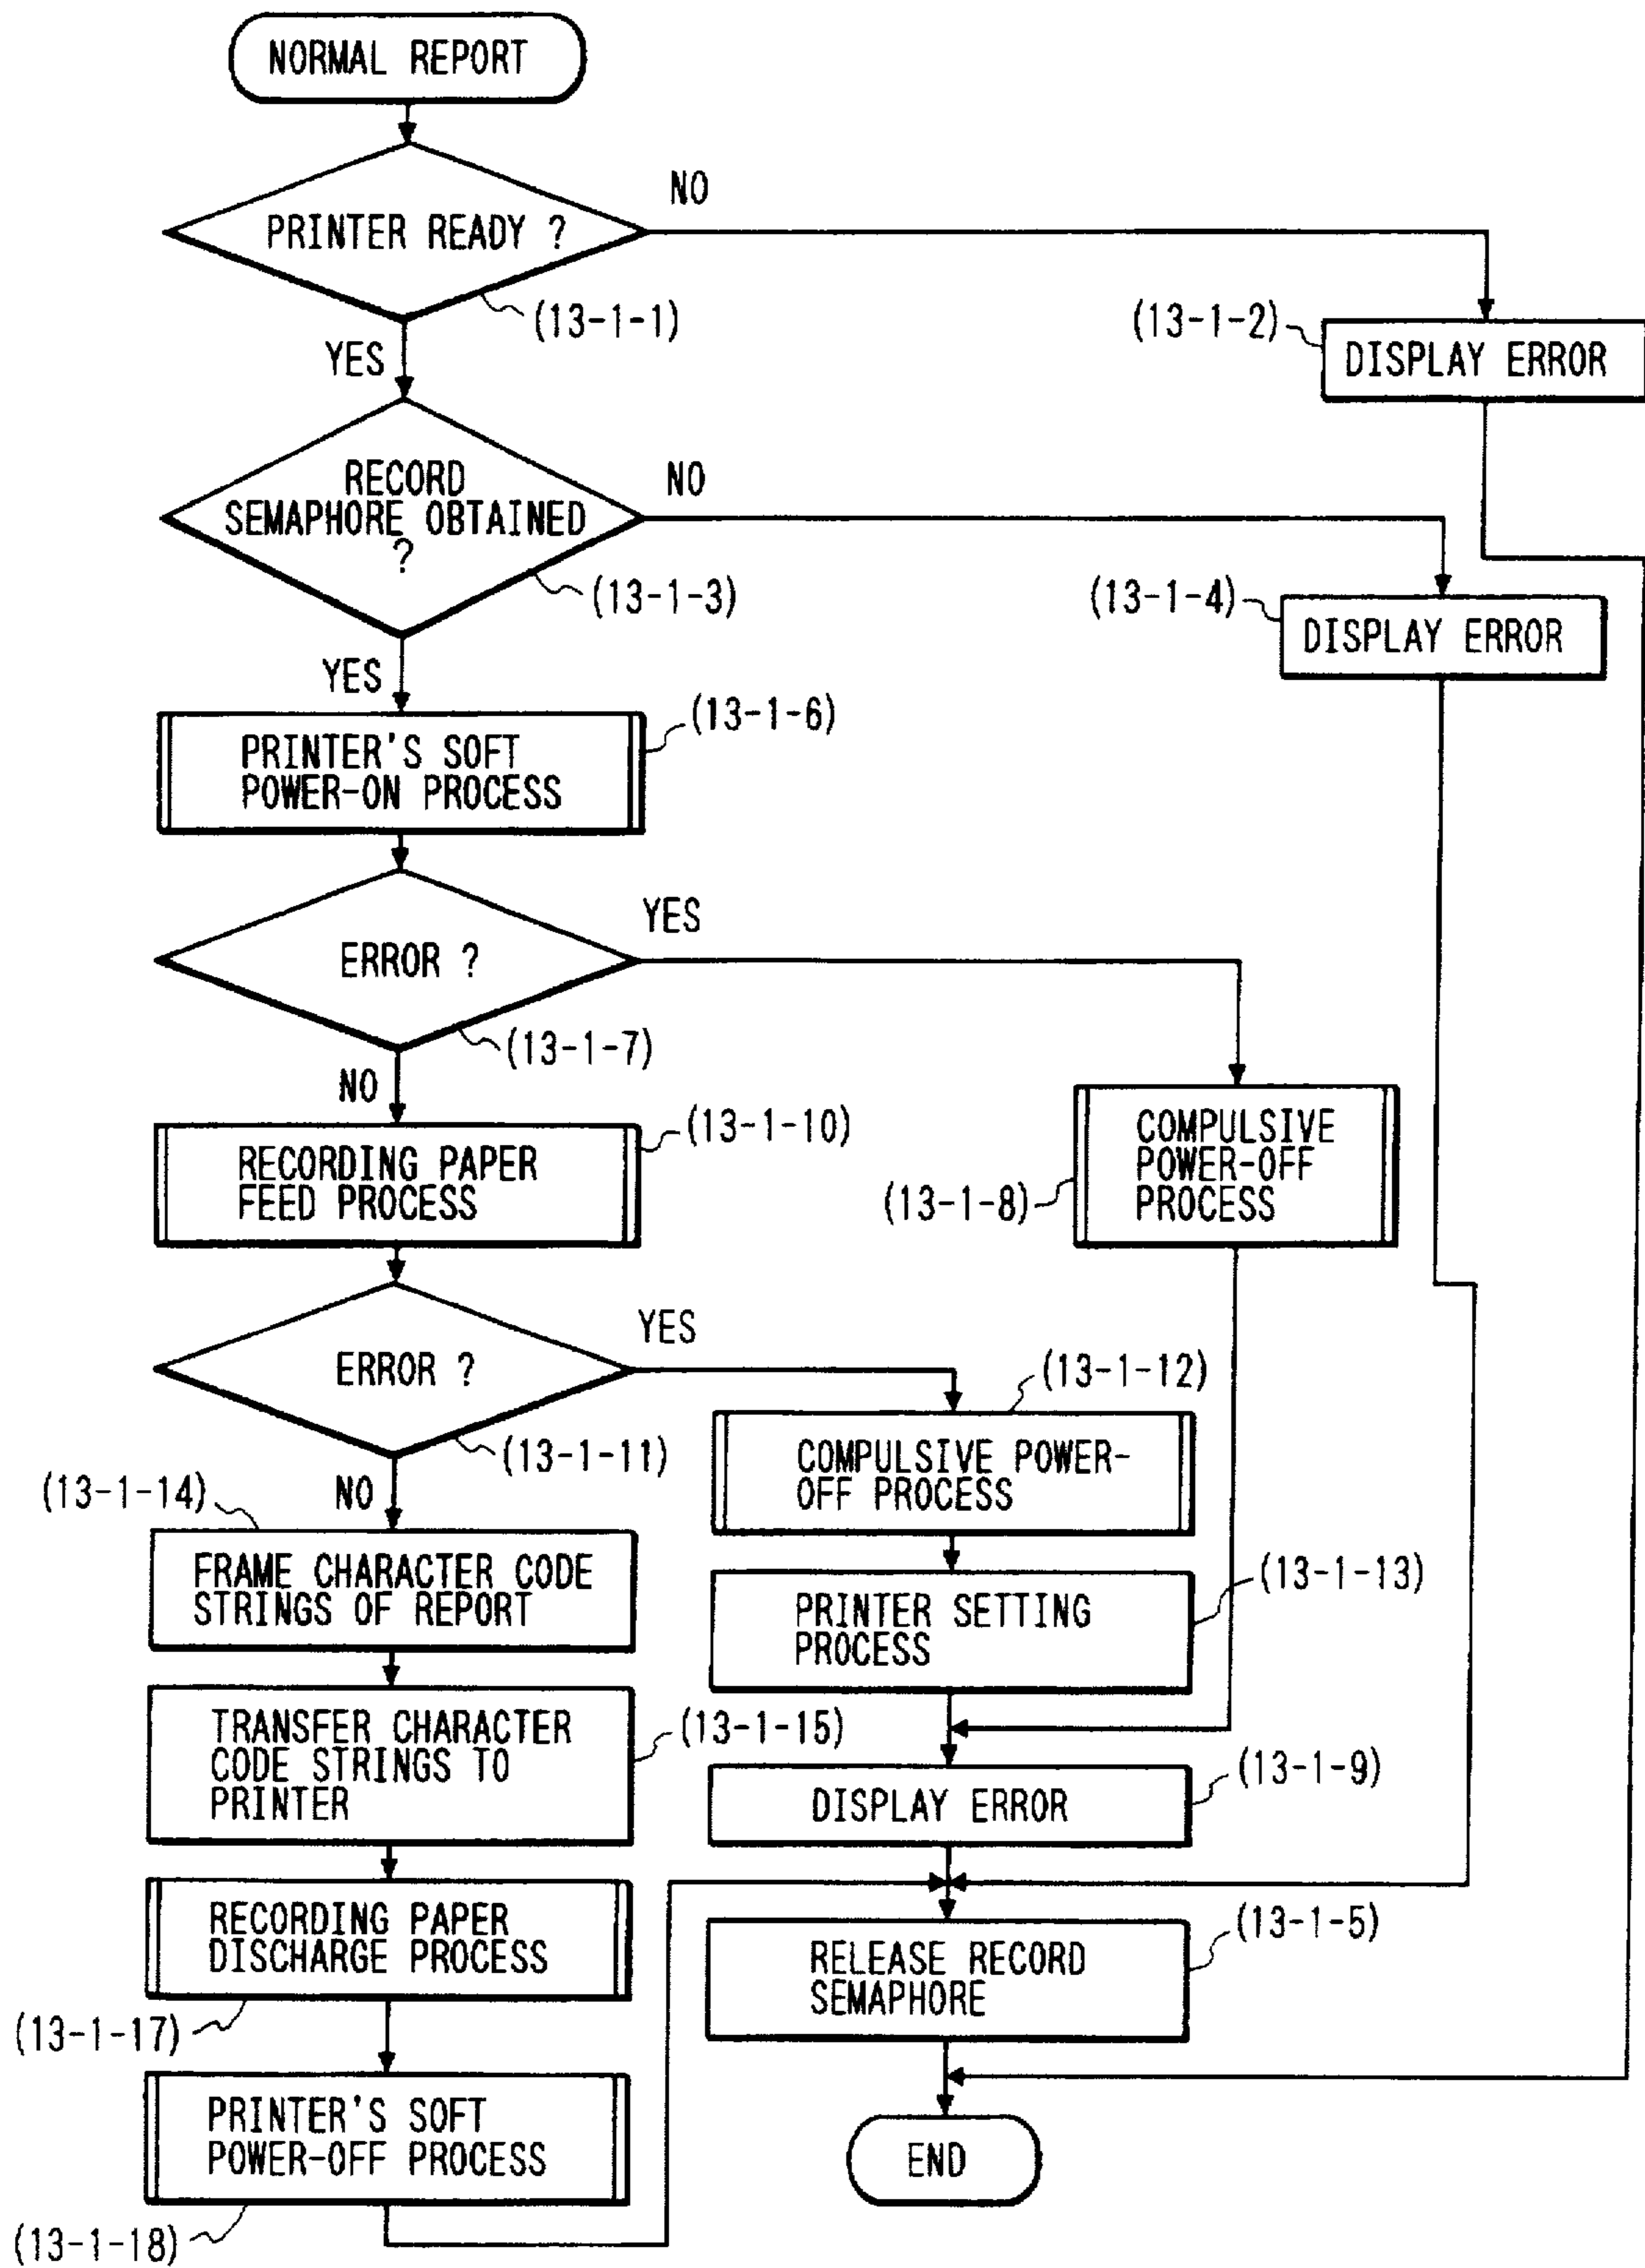 NORMAL REPORT
PRINTER READY ?
NO
(13-1-1)
YES
(13-1-2)
DISPLAY ERROR
RECORD
SEMAPHORE OBTAINED
?
NO
(13-1-3)
YES
(13-1-4)
DISPLAY ERROR
(13-1-6)
PRINTER'S SOFT
POWER-ON PROCESS
ERROR ?
YES
(13-1-7)
NO
(13-1-8)
COMPULSIVE
POWER-OFF
PROCESS
(13-1-10)
RECORDING PAPER
FEED PROCESS
ERROR ?
YES
(13-1-11)
NO
(13-1-12)
COMPULSIVE POWER-
OFF PROCESS
(13-1-14)
FRAME CHARACTER CODE
STRINGS OF REPORT
(13-1-13)
PRINTER SETTING
PROCESS
TRANSFER CHARACTER
CODE STRINGS TO
PRINTER
(13-1-15)
(13-1-9)
DISPLAY ERROR
RECORDING PAPER
DISCHARGE PROCESS
(13-1-17)
(13-1-5)
RELEASE RECORD
SEMAPHORE
PRINTER'S SOFT
POWER-OFF PROCESS
(13-1-18)
END